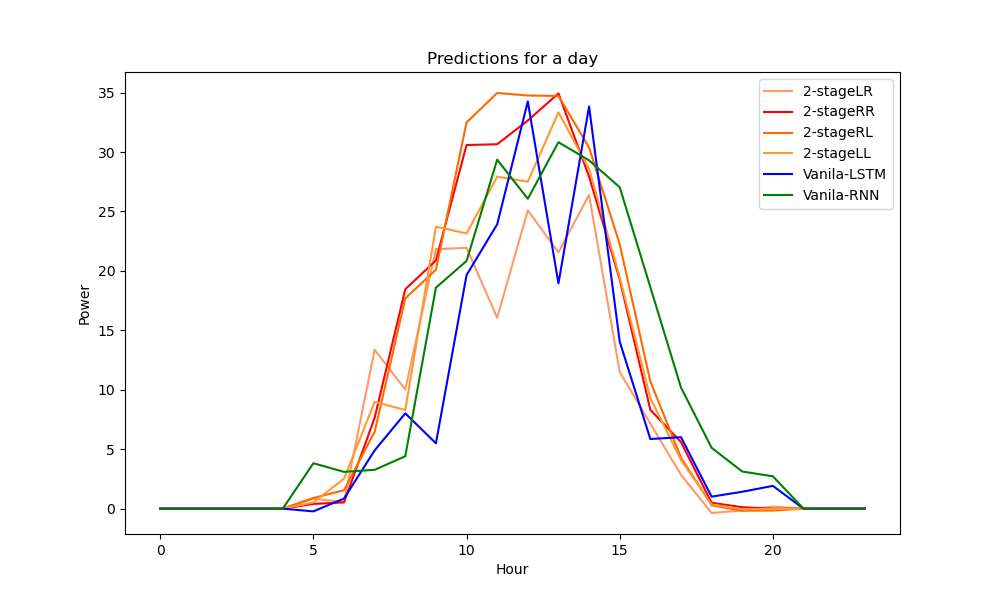 Predictions for a day
Power
35
30
25
20
15
10
5
0
0 5 10 15 20
Hour
2-stageLR
2-stageRR
2-stageRL
2-stageLL
Vanila-LSTM
Vanila-RNN